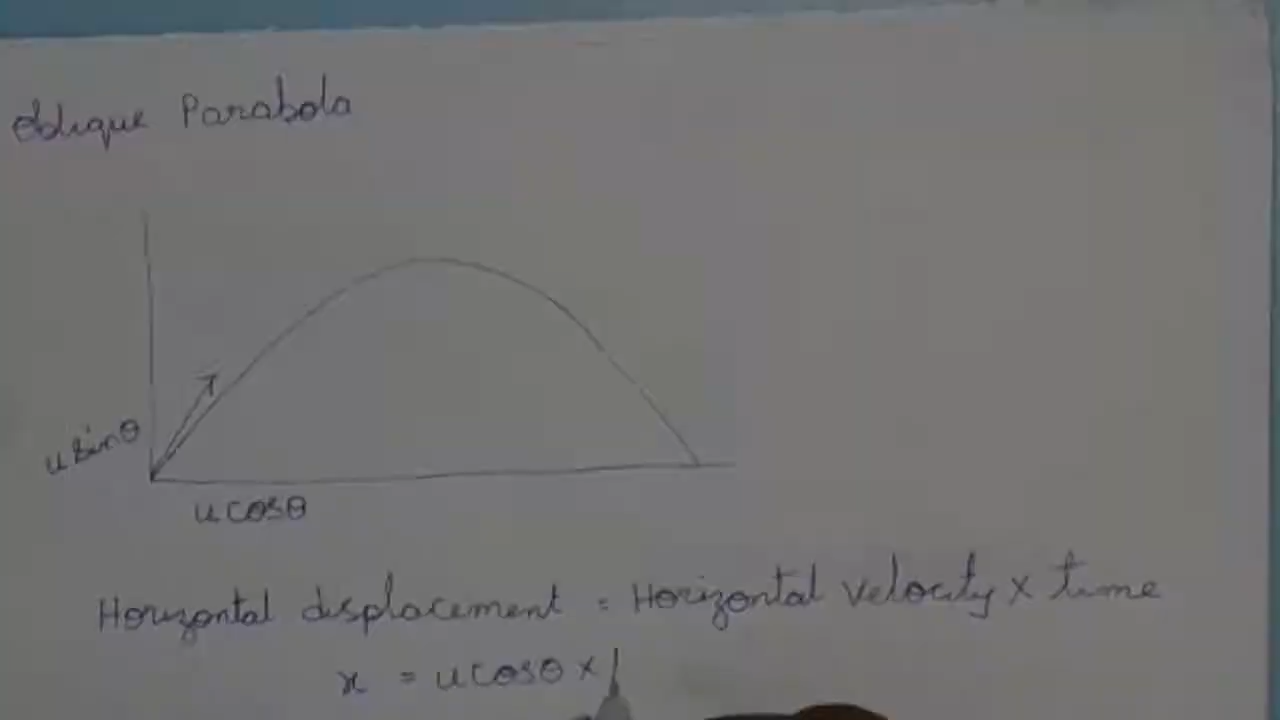 Oblique Parabola
u sinθ
u cosθ
Horizontal displacement = Horizontal velocity × time
x = u cosθ ×